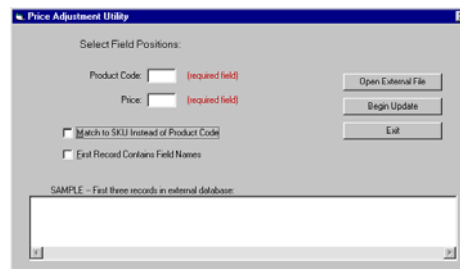 Price Adjustment Utility
Select Field Positions:
Product Code: (required field)
Open External File
Price: (required field)
Begin Update
Match to SKU Instead of Product Code
Exit
First Record Contains Field Names
SAMPLE -- First three records in external database: